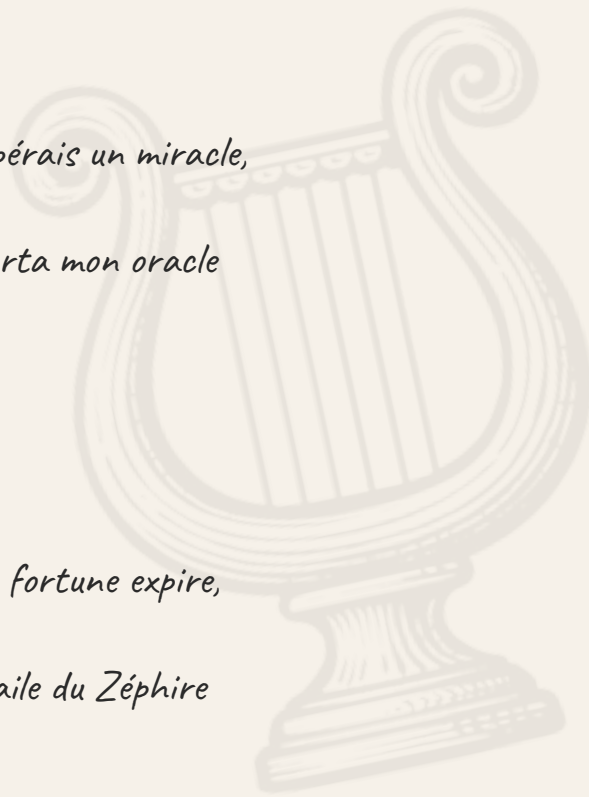 pérais un miracle,
rta mon oracle
fortune expire,
aile du Zéphire